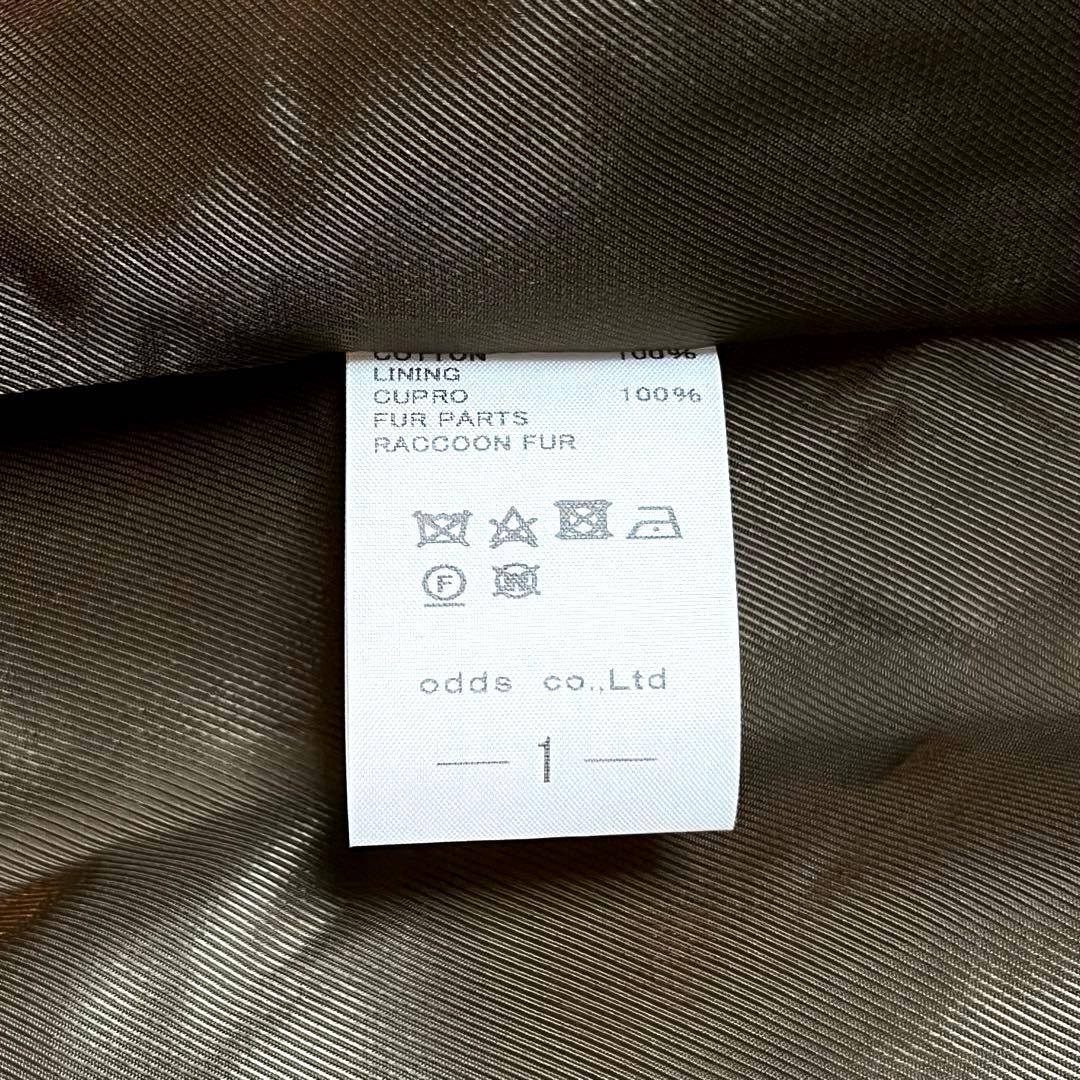 COTTON 100%
LINING
CUPRO 100%
FUR PARTS
RACCOON FUR
F W
odds co.,Ltd
1